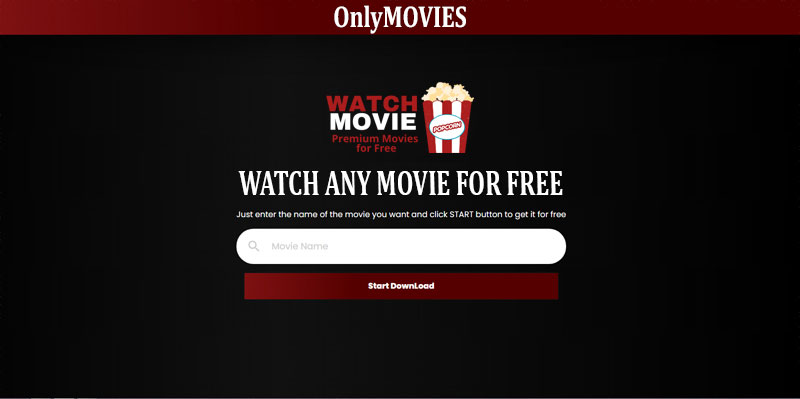 OnlyMOVIES
WATCH
MOVIE
POPCORN
Premium Movies
for Free
WATCH ANY MOVIE FOR FREE
Just enter the name of the movie you want and click START button to get it for free
Movie Name
Start DownLoad